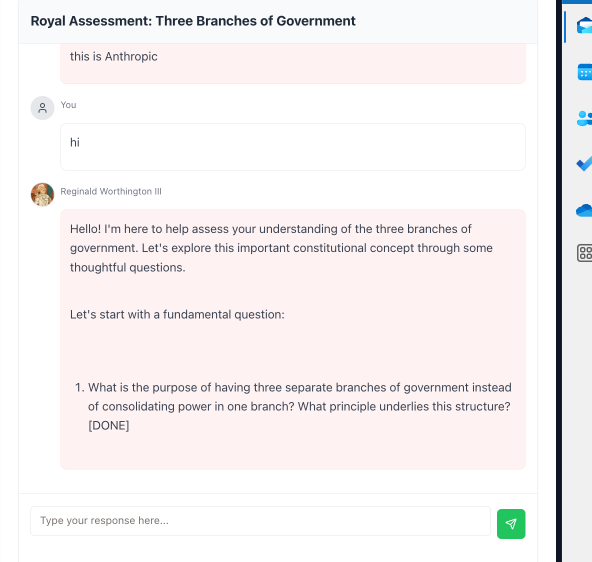 Royal Assessment: Three Branches of Government
this is Anthropic
You
hi
Reginald Worthington III
Hello! I'm here to help assess your understanding of the three branches of
government. Let's explore this important constitutional concept through some
thoughtful questions.
Let's start with a fundamental question:
1. What is the purpose of having three separate branches of government instead
of consolidating power in one branch? What principle underlies this structure?
[DONE]
Type your response here...